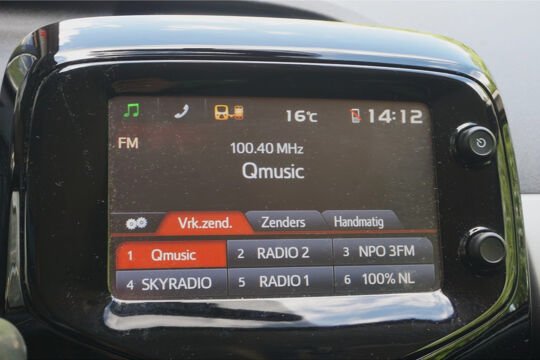 16°C 14:12
FM
100.40 MHz
Qmusic
Vrk.zend. Zenders Handmatig
1 Qmusic 2 RADIO 2 3 NPO 3FM
4 SKYRADIO 5 RADIO 1 6 100% NL